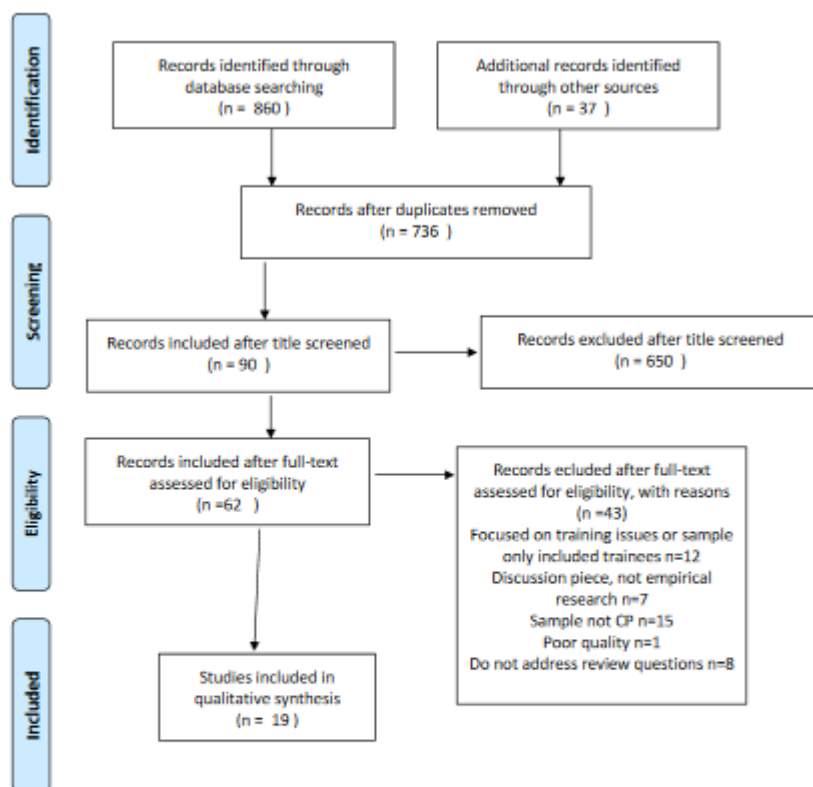 Identification
Records identified through
database searching
(n = 860)
Additional records identified
through other sources
(n = 37 )
Records after duplicates removed
(n = 736 )
Screening
Records included after title screened
(n = 90 )
Records excluded after title screened
(n = 650 )
Eligibility
Records included after full-text
assessed for eligibility
(n =62 )
Records ecluded after full-text
assessed for eligibility, with reasons
(n =43)
Focused on training issues or sample
only included trainees n=12
Discussion piece, not empirical
research n=7
Sample not CP n=15
Poor quality n=1
Do not address review questions n=8
Included
Studies included in
qualitative synthesis
(n = 19 )